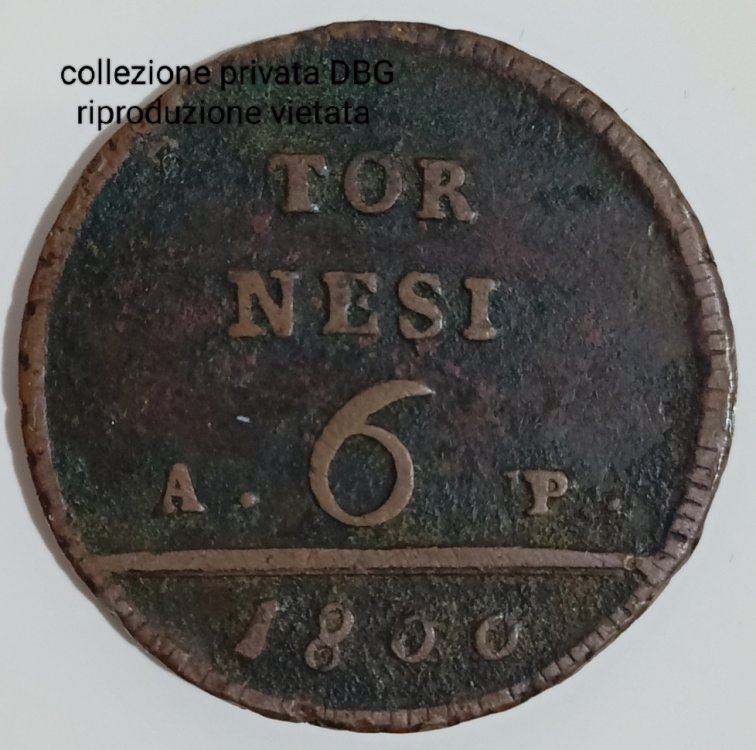 collezione privata DBG
riproduzione vietata
TOR
NESI
A . 6 P .
1800